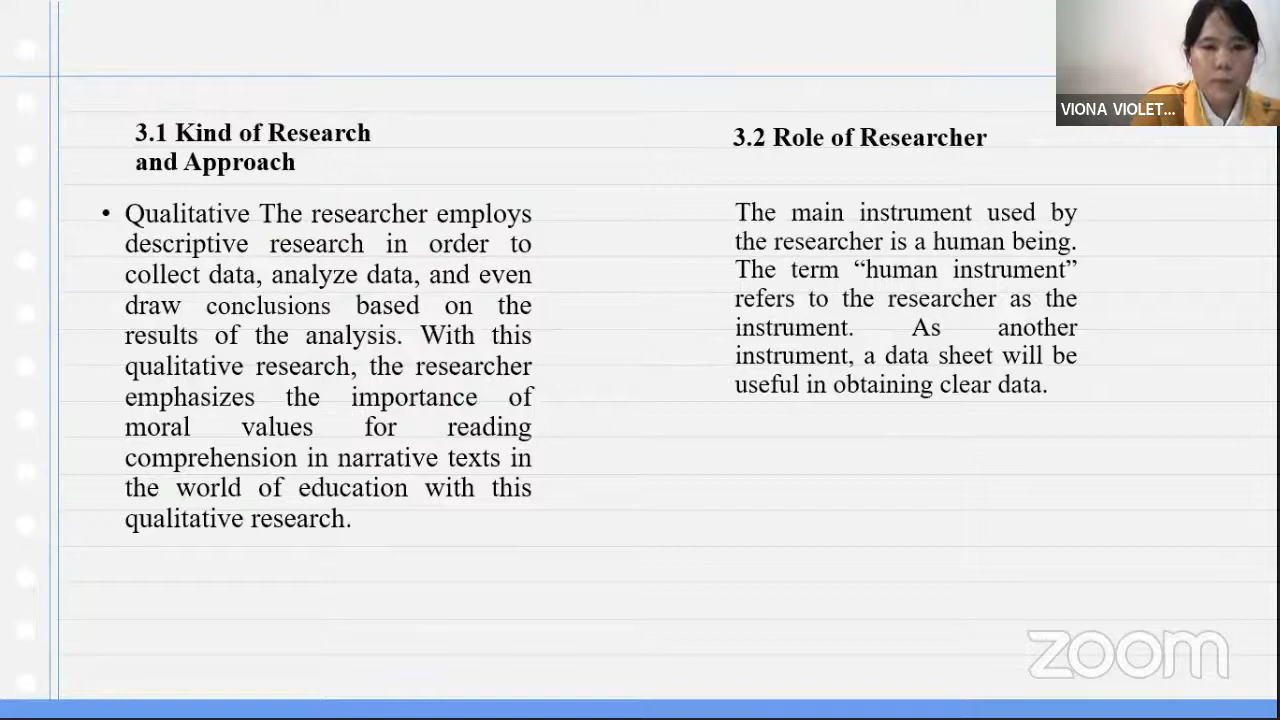 3.1 Kind of Research
and Approach
• Qualitative The researcher employs
descriptive research in order to
collect data, analyze data, and even
draw conclusions based on the
results of the analysis. With this
qualitative research, the researcher
emphasizes the importance of
moral values for reading
comprehension in narrative texts in
the world of education with this
qualitative research.
3.2 Role of Researcher
The main instrument used by
the researcher is a human being.
The term “human instrument”
refers to the researcher as the
instrument. As another
instrument, a data sheet will be
useful in obtaining clear data.
VIONA VIOLET...
zoom